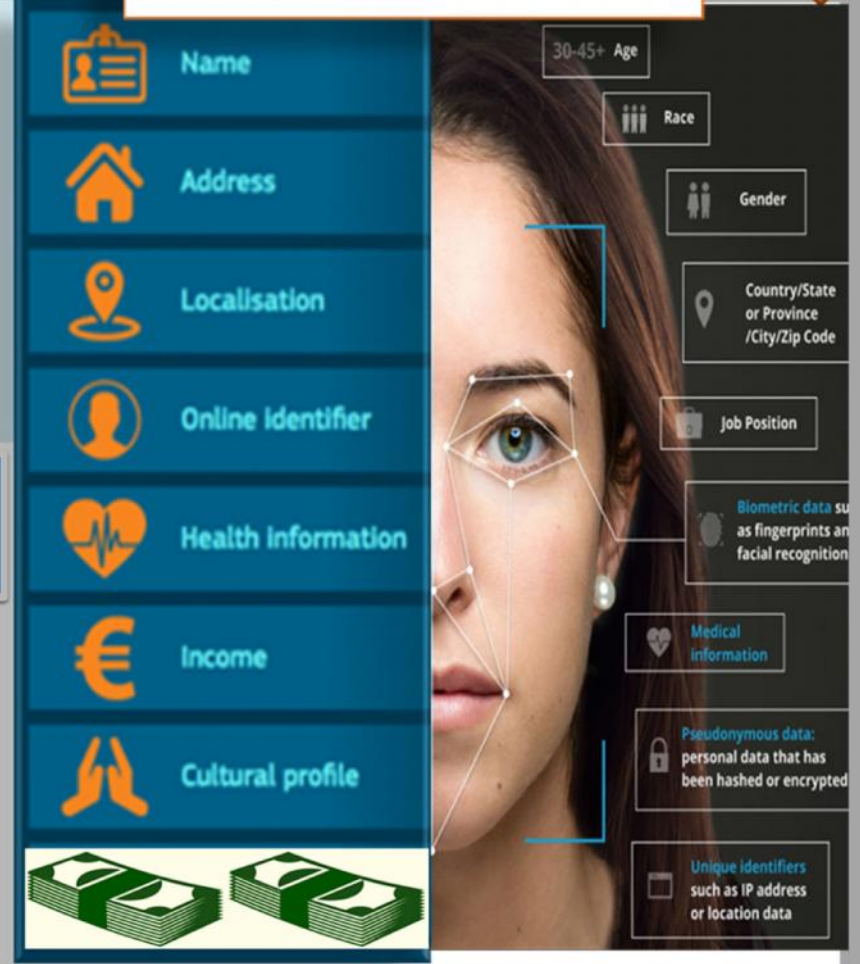 Name
Address
Localisation
Online identifier
Health information
Income
Cultural profile
30-45+ Age
Race
Gender
Country/State
or Province
/City/Zip Code
Job Position
Biometric data su
as fingerprints an
facial recognition
Medical
information
Pseudonymous data:
personal data that has
been hashed or encrypted
Unique identifiers
such as IP address
or location data